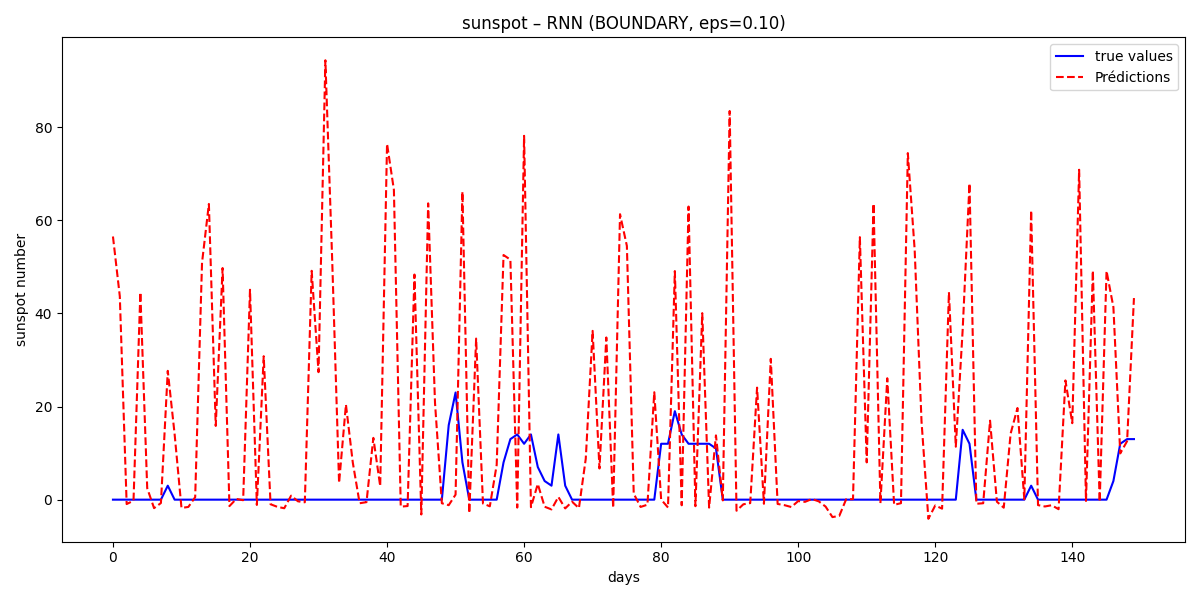 sunspot – RNN (BOUNDARY, eps=0.10)
true values
Prédictions
sunspot number
80
60
40
20
0
0 20 40 60 80 100 120 140
days